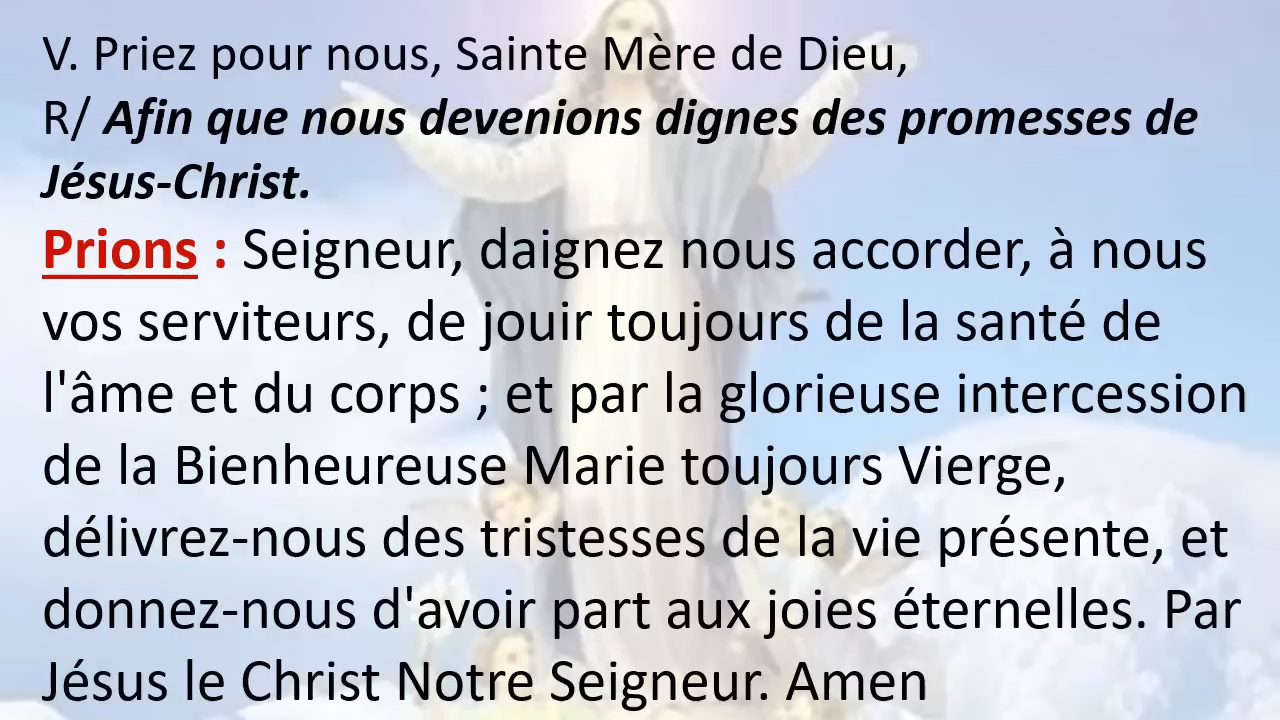 V. Priez pour nous, Sainte Mère de Dieu,
R/ Afin que nous devenions dignes des promesses de
Jésus-Christ.
Prions : Seigneur, daignez nous accorder, à nous
vos serviteurs, de jouir toujours de la santé de
l'âme et du corps ; et par la glorieuse intercession
de la Bienheureuse Marie toujours Vierge,
délivrez-nous des tristesses de la vie présente, et
donnez-nous d'avoir part aux joies éternelles. Par
Jésus le Christ Notre Seigneur. Amen